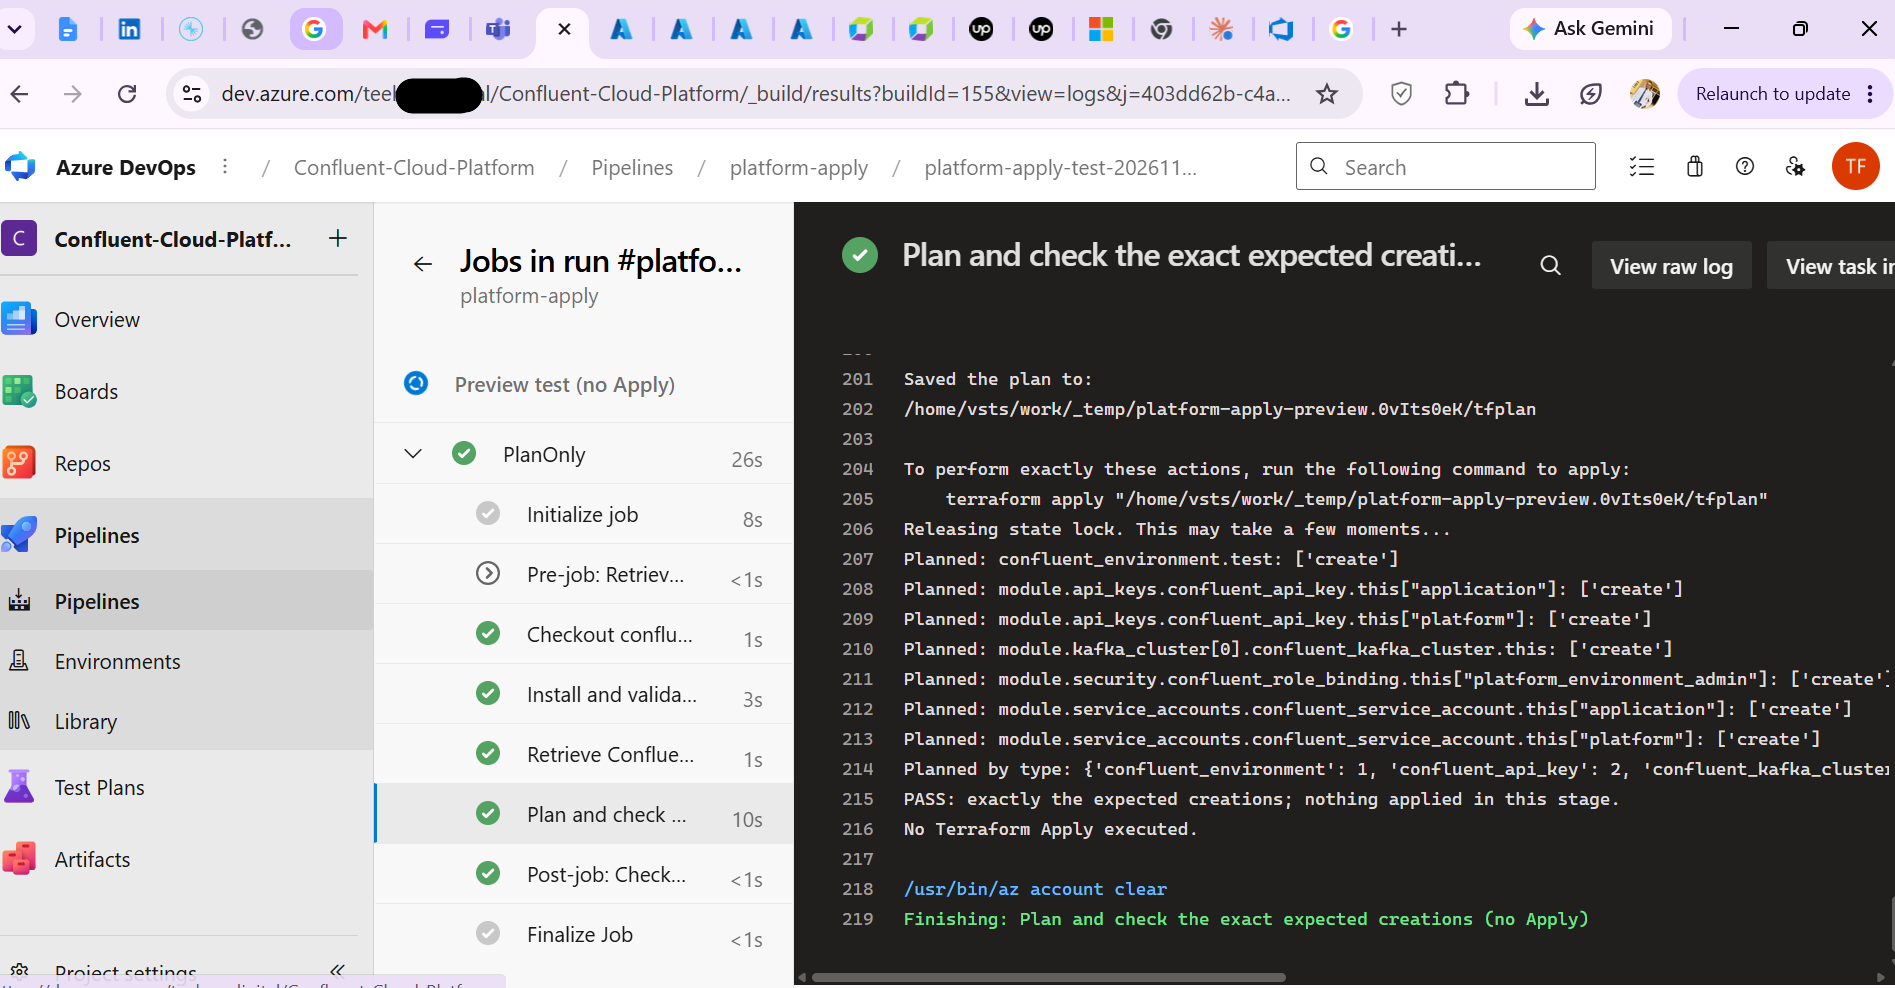 Ask Gemini
dev.azure.com/teel l/Confluent-Cloud-Platform/_build/results?buildId=155&view=logs&j=403dd62b-c4a...
Relaunch to update
Azure DevOps / Confluent-Cloud-Platform / Pipelines / platform-apply / platform-apply-test-202611...
Search
TF
C
Confluent-Cloud-Platf...
Overview
Boards
Repos
Pipelines
Pipelines
Environments
Library
Test Plans
Artifacts
Project settings
Jobs in run #platfo...
platform-apply
Preview test (no Apply)
PlanOnly 26s
Initialize job 8s
Pre-job: Retriev... <1s
Checkout conflu... 1s
Install and valida... 3s
Retrieve Conflue... 1s
Plan and check ... 10s
Post-job: Check... <1s
Finalize Job <1s
Plan and check the exact expected creati...
View raw log
View task in
201 Saved the plan to:
202 /home/vsts/work/_temp/platform-apply-preview.0vIts0eK/tfplan
203
204 To perform exactly these actions, run the following command to apply:
205 terraform apply "/home/vsts/work/_temp/platform-apply-preview.0vIts0eK/tfplan"
206 Releasing state lock. This may take a few moments...
207 Planned: confluent_environment.test: ['create']
208 Planned: module.api_keys.confluent_api_key.this["application"]: ['create']
209 Planned: module.api_keys.confluent_api_key.this["platform"]: ['create']
210 Planned: module.kafka_cluster[0].confluent_kafka_cluster.this: ['create']
211 Planned: module.security.confluent_role_binding.this["platform_environment_admin"]: ['create']
212 Planned: module.service_accounts.confluent_service_account.this["application"]: ['create']
213 Planned: module.service_accounts.confluent_service_account.this["platform"]: ['create']
214 Planned by type: {'confluent_environment': 1, 'confluent_api_key': 2, 'confluent_kafka_cluster
215 PASS: exactly the expected creations; nothing applied in this stage.
216 No Terraform Apply executed.
217
218 /usr/bin/az account clear
219 Finishing: Plan and check the exact expected creations (no Apply)